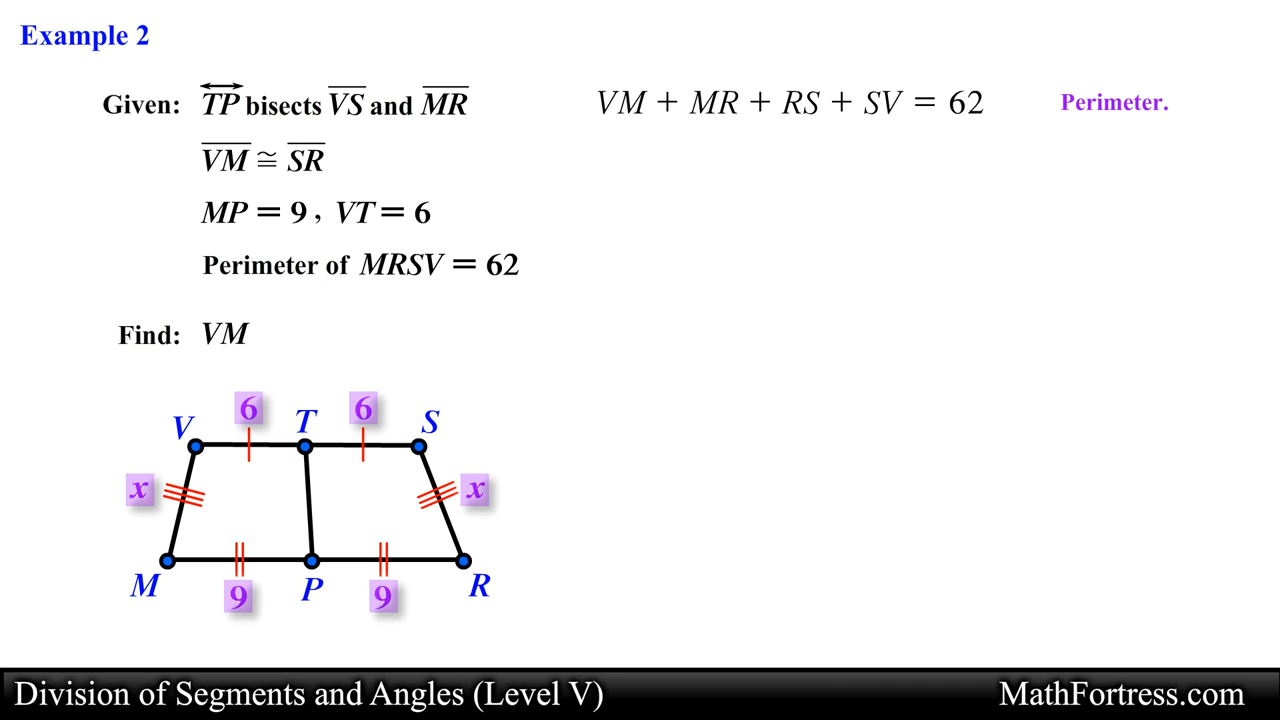 Example 2
Given: TP bisects VS and MR
VM + MR + RS + SV = 62
Perimeter.
VM ≅ SR
MP = 9 , VT = 6
Perimeter of MRSV = 62
Find: VM
6 6
V T S
x x
M P R
9 9
Division of Segments and Angles (Level V)
MathFortress.com